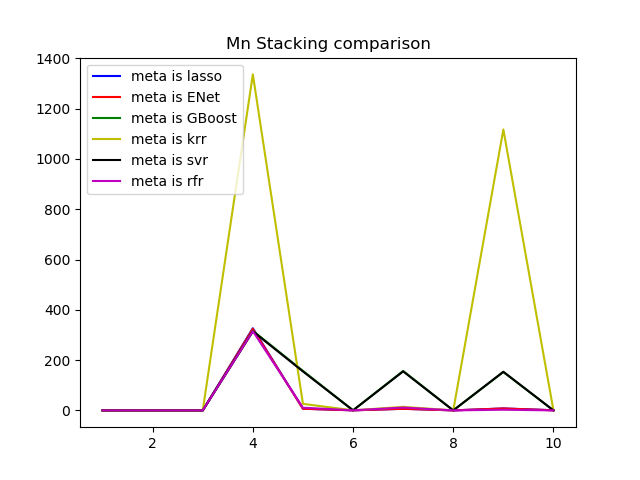 Mn Stacking comparison
1400
1200
1000
800
600
400
200
0
meta is lasso
meta is ENet
meta is GBoost
meta is krr
meta is svr
meta is rfr
2 4 6 8 10